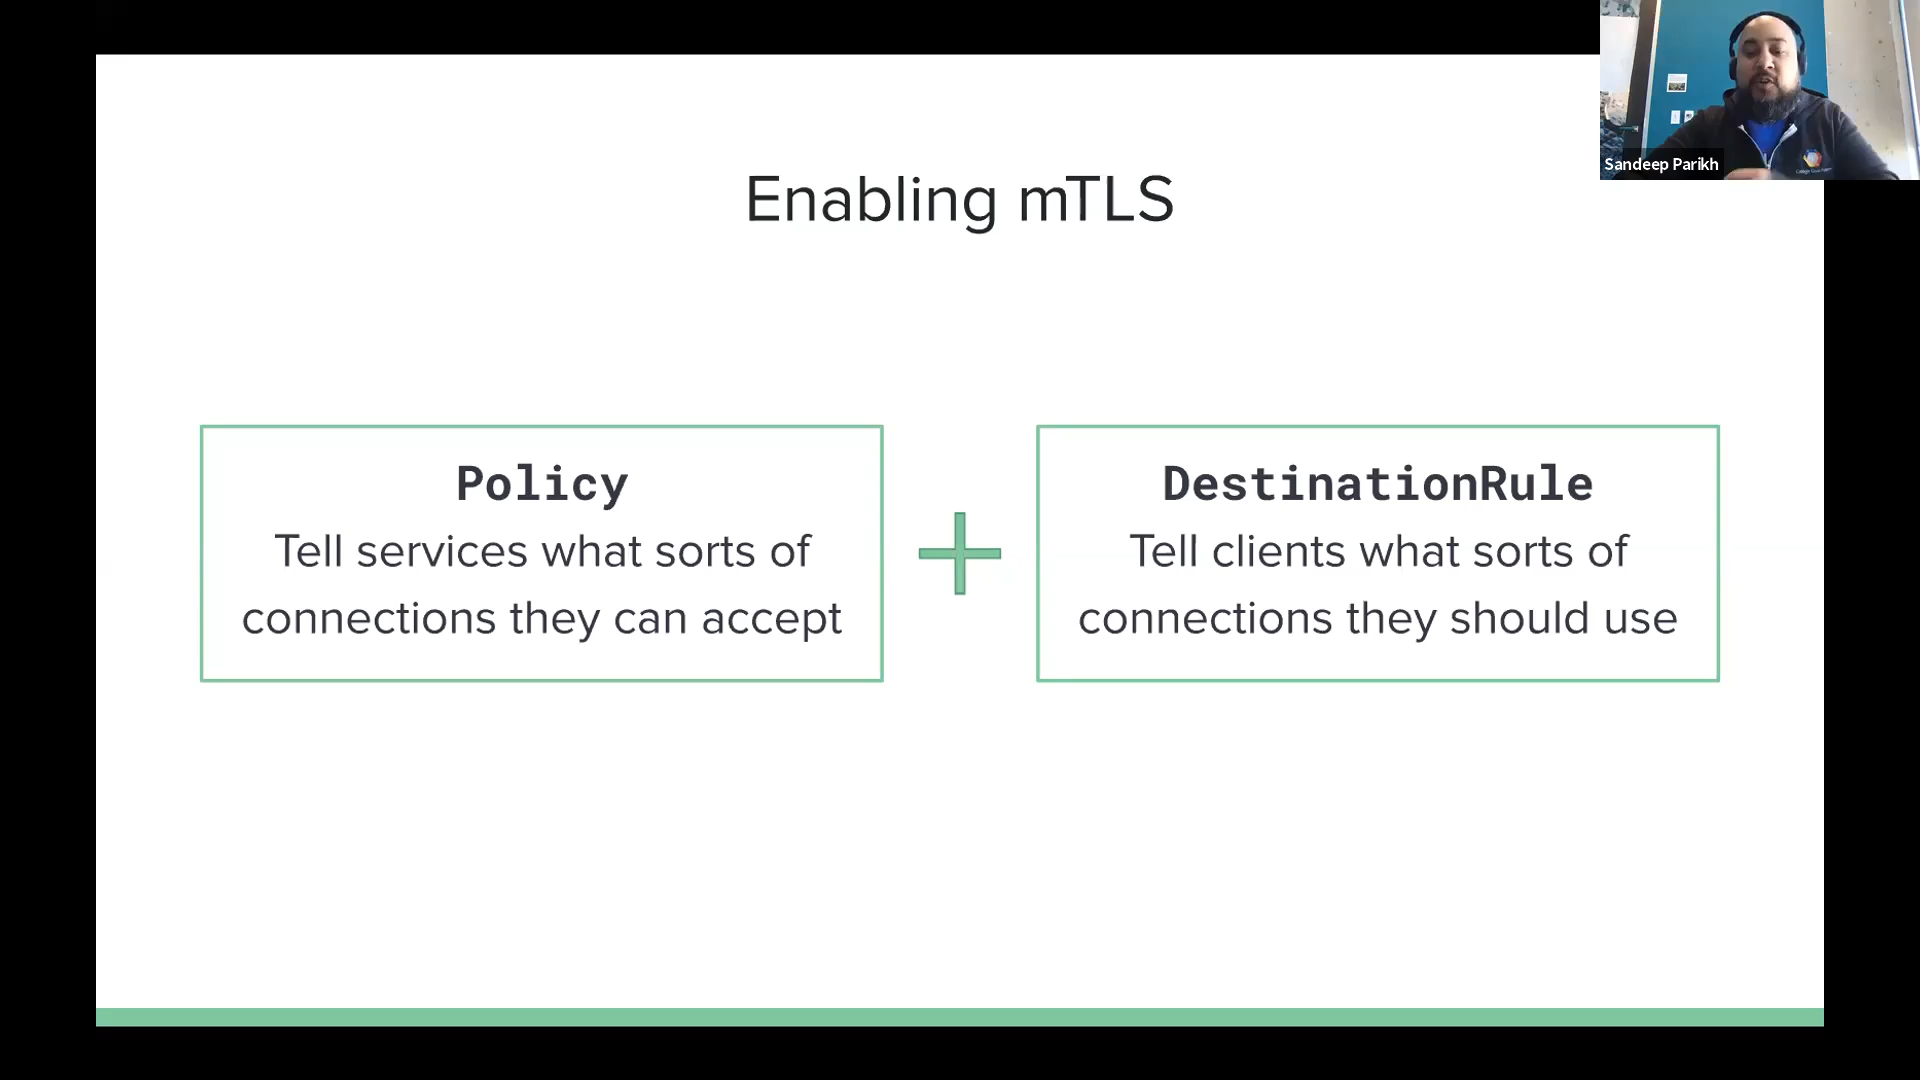 Sandeep Parikh
Enabling mTLS
Policy
Tell services what sorts of
connections they can accept
DestinationRule
Tell clients what sorts of
connections they should use